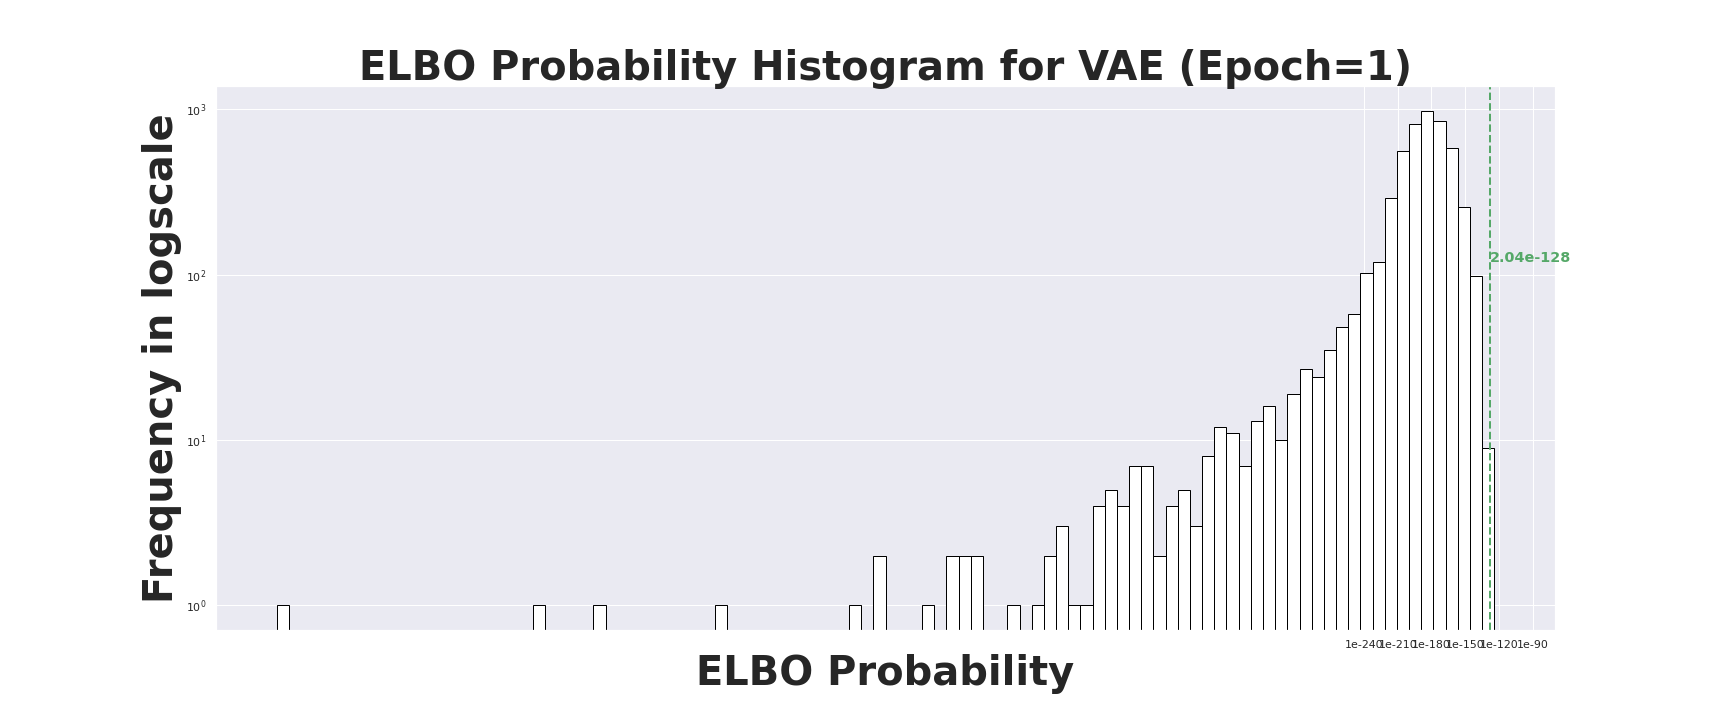 ELBO Probability Histogram for VAE (Epoch=1)
Frequency in logscale
10³
10²
10¹
10⁰
2.04e-128
1e-240 1e-210 1e-180 1e-150 1e-120 1e-90
ELBO Probability